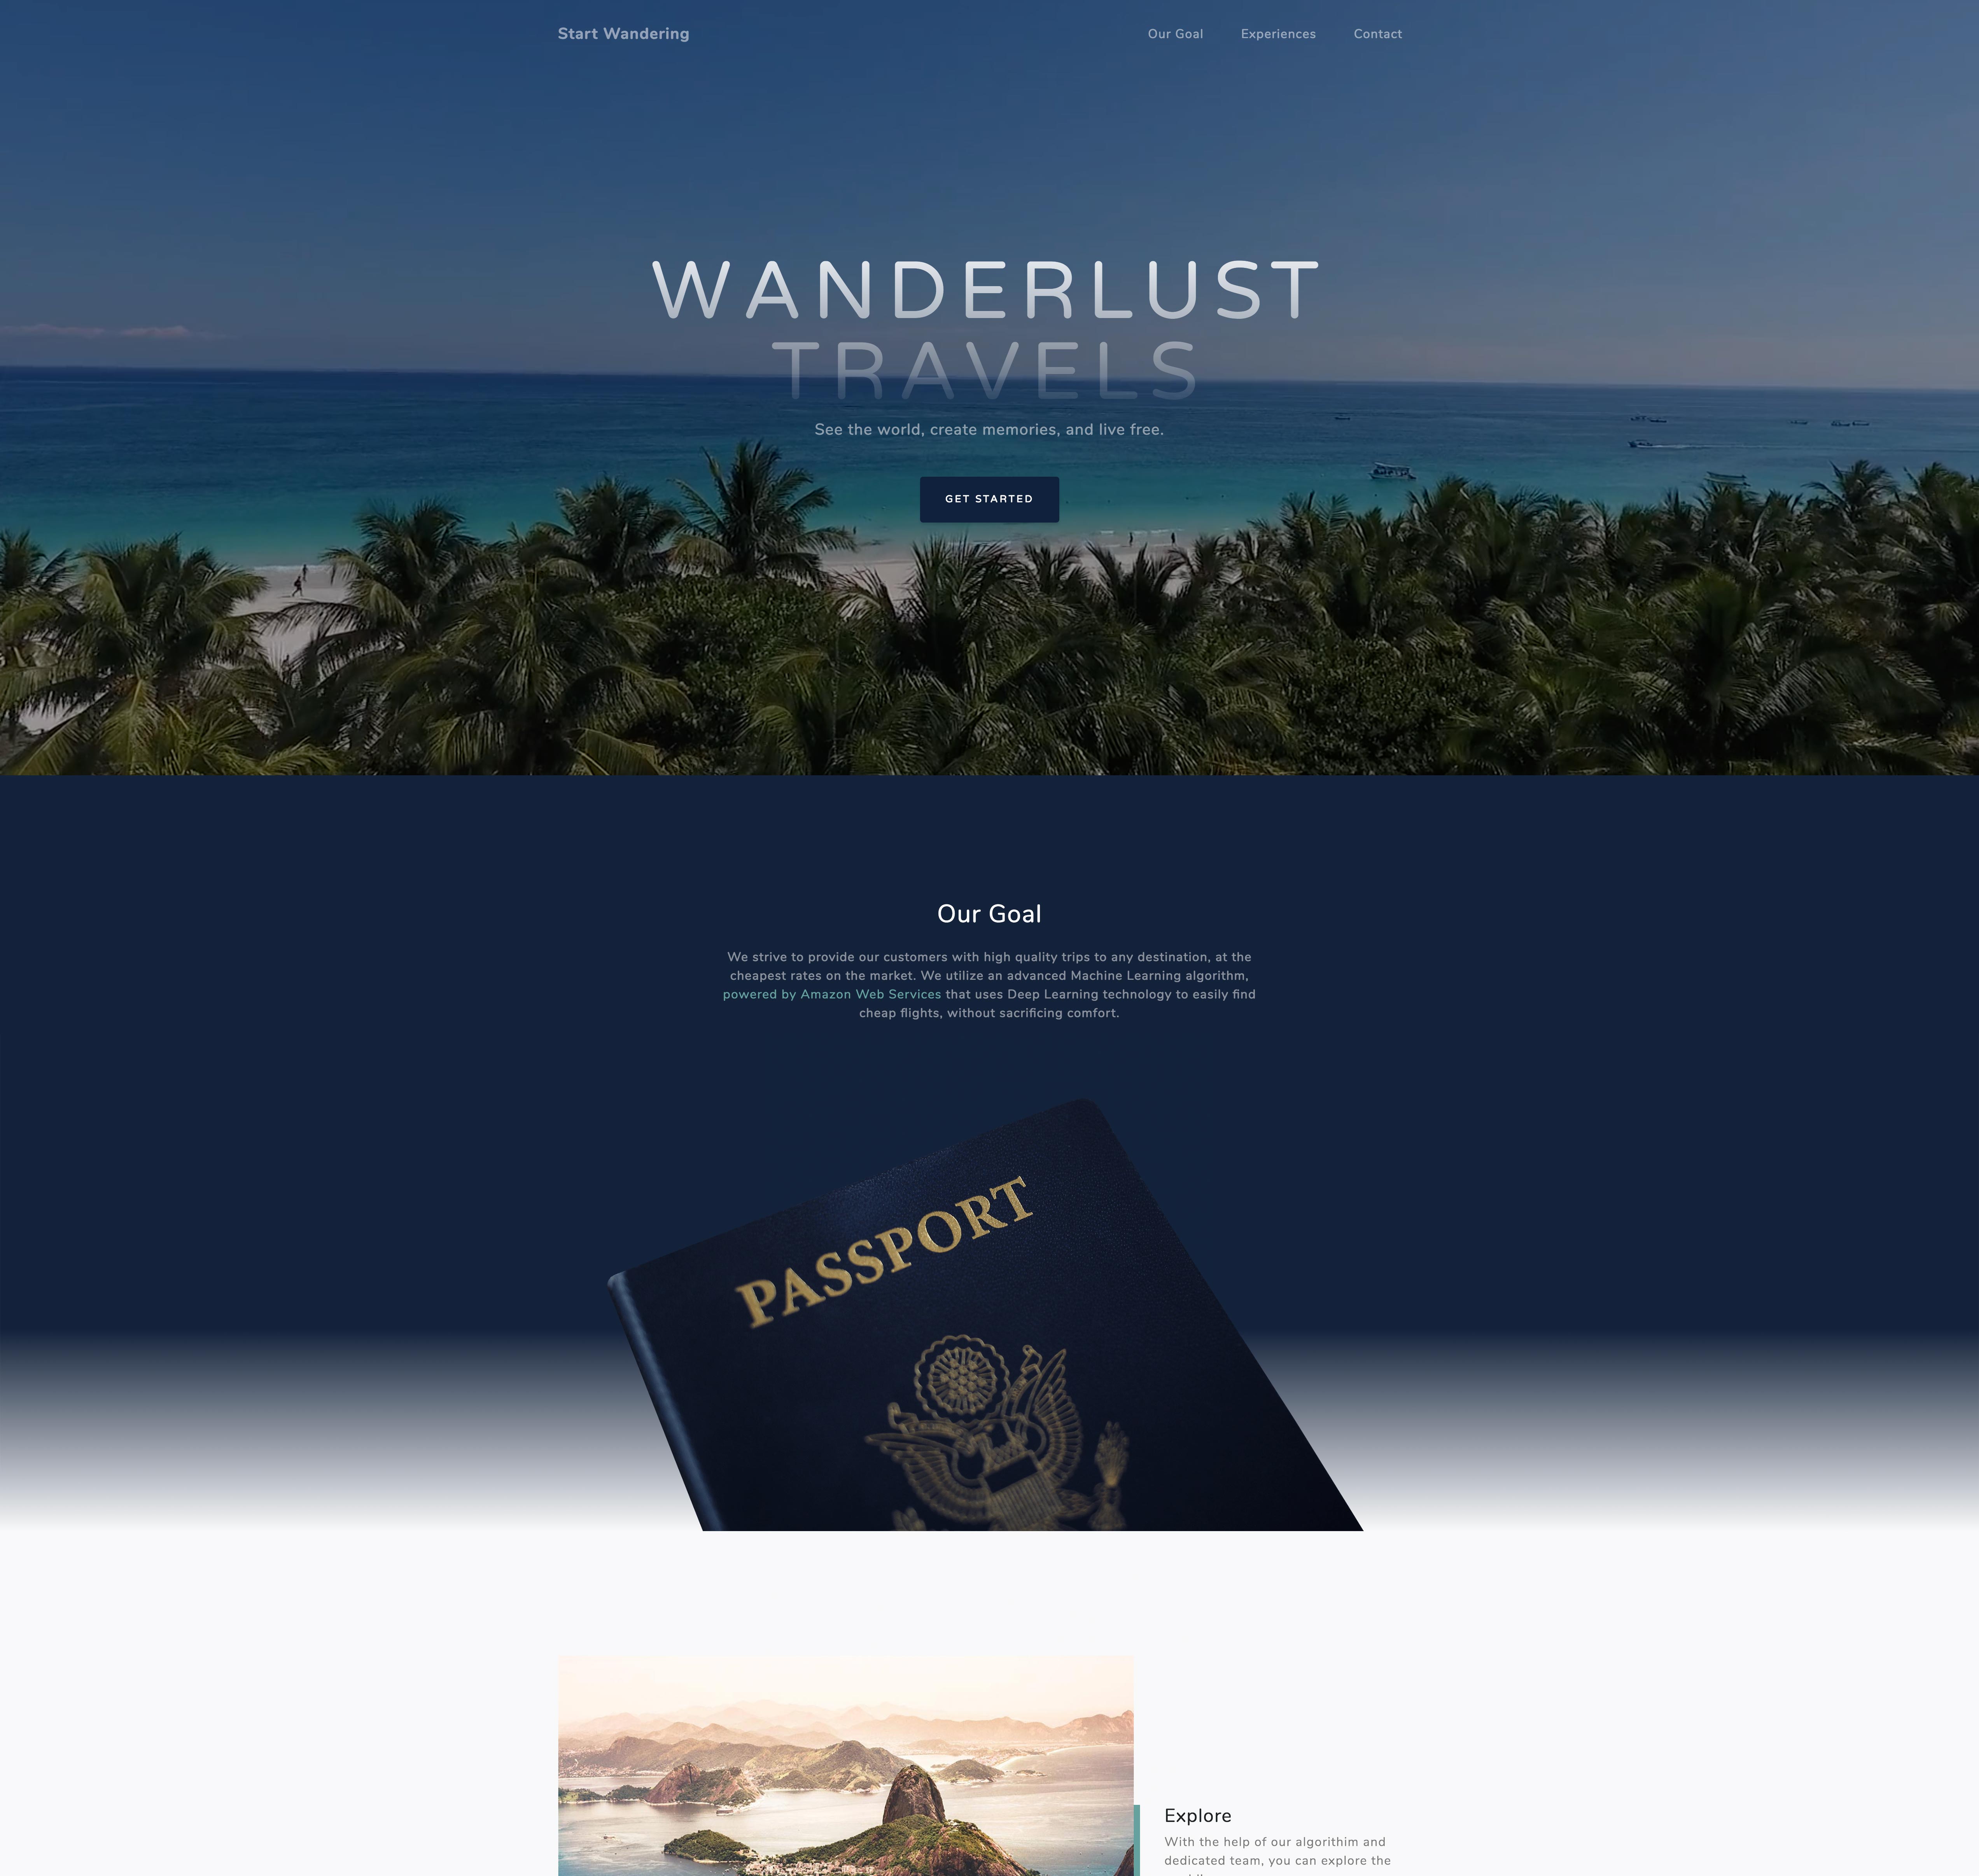 Start Wandering
Our Goal
Experiences
Contact
WANDERLUST
TRAVELS
See the world, create memories, and live free.
GET STARTED
Our Goal
We strive to provide our customers with high quality trips to any destination, at the
cheapest rates on the market. We utilize an advanced Machine Learning algorithm,
powered by Amazon Web Services that uses Deep Learning technology to easily find
cheap flights, without sacrificing comfort.
PASSPORT
Explore
With the help of our algorithim and
dedicated team, you can explore the